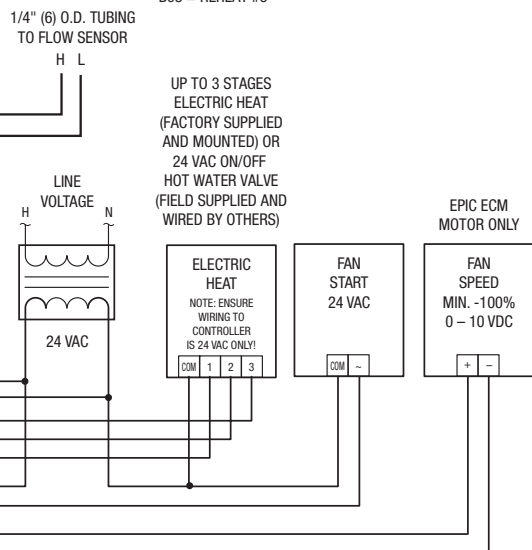 1/4" (6) O.D. TUBING
TO FLOW SENSOR
H L
UP TO 3 STAGES
ELECTRIC HEAT
(FACTORY SUPPLIED
AND MOUNTED) OR
24 VAC ON/OFF
HOT WATER VALVE
(FIELD SUPPLIED AND
WIRED BY OTHERS)
LINE
VOLTAGE
H N
24 VAC
ELECTRIC
HEAT
NOTE: ENSURE
WIRING TO
CONTROLLER
IS 24 VAC ONLY!
COM 1 2 3
FAN
START
24 VAC
COM ~
EPIC ECM
MOTOR ONLY
FAN
SPEED
MIN. -100%
0 – 10 VDC
+ –